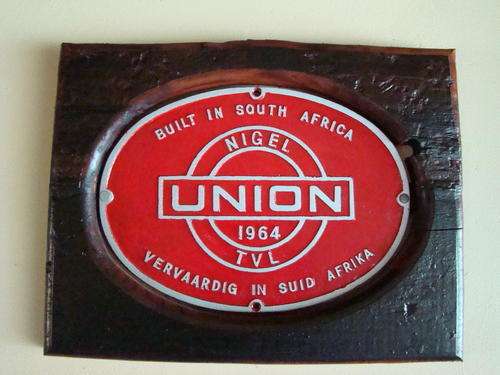 BUILT IN SOUTH AFRICA
NIGEL
UNION
1964
TVL
VERVAARDIG IN SUID AFRIKA